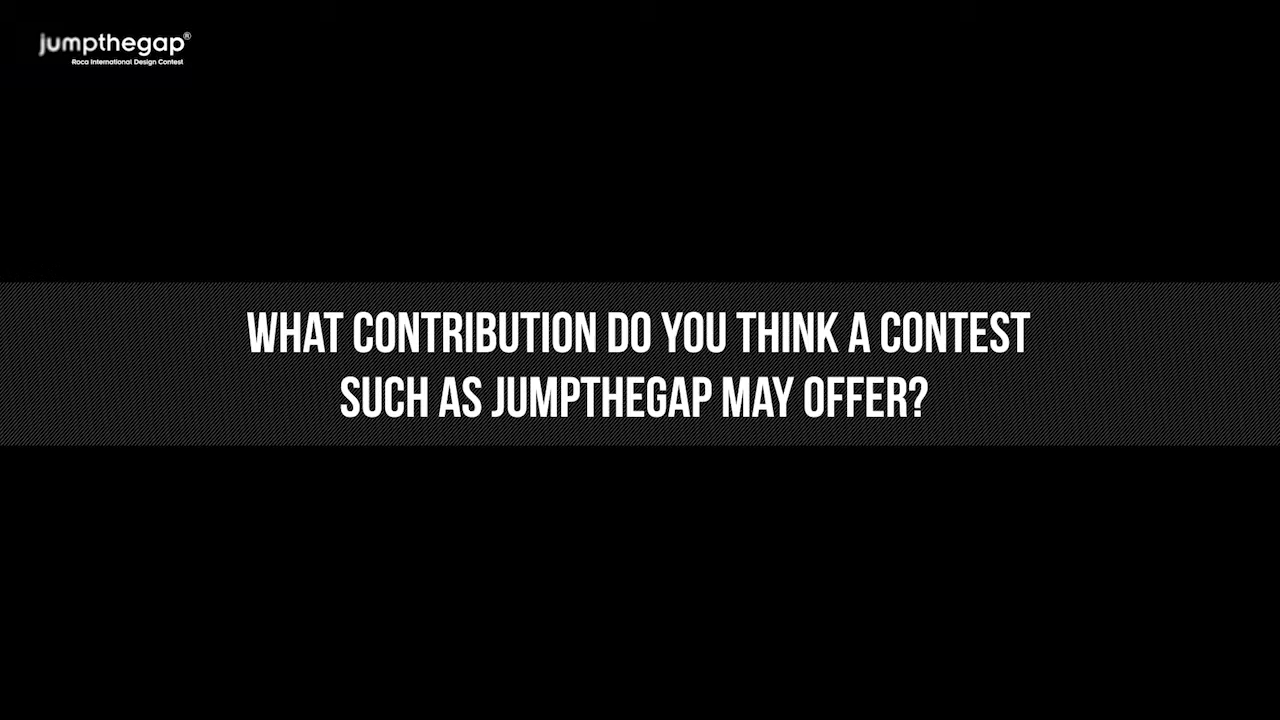 jumpthegap®
Roca International Design Contest
WHAT CONTRIBUTION DO YOU THINK A CONTEST
SUCH AS JUMPTHEGAP MAY OFFER?